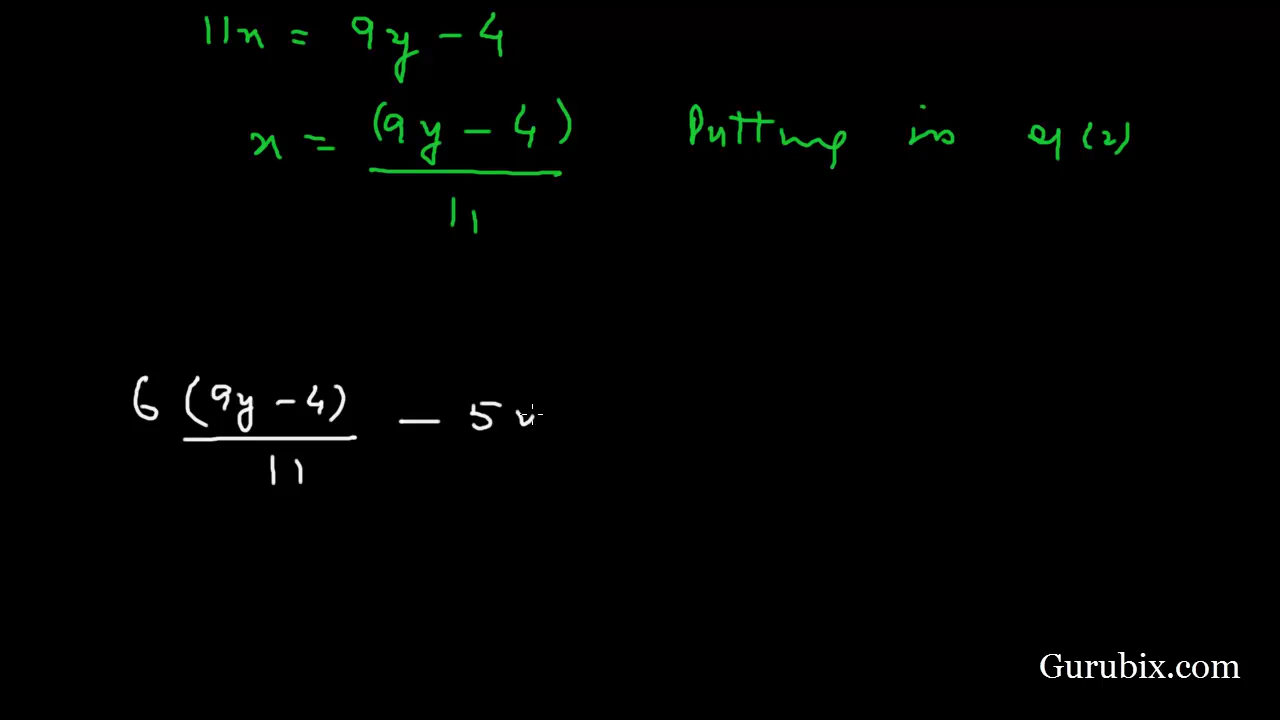 11x = 9y - 4
x = (9y - 4) / 11 Putting in eq (2)
6 (9y - 4) / 11 - 5
Gurubix.com